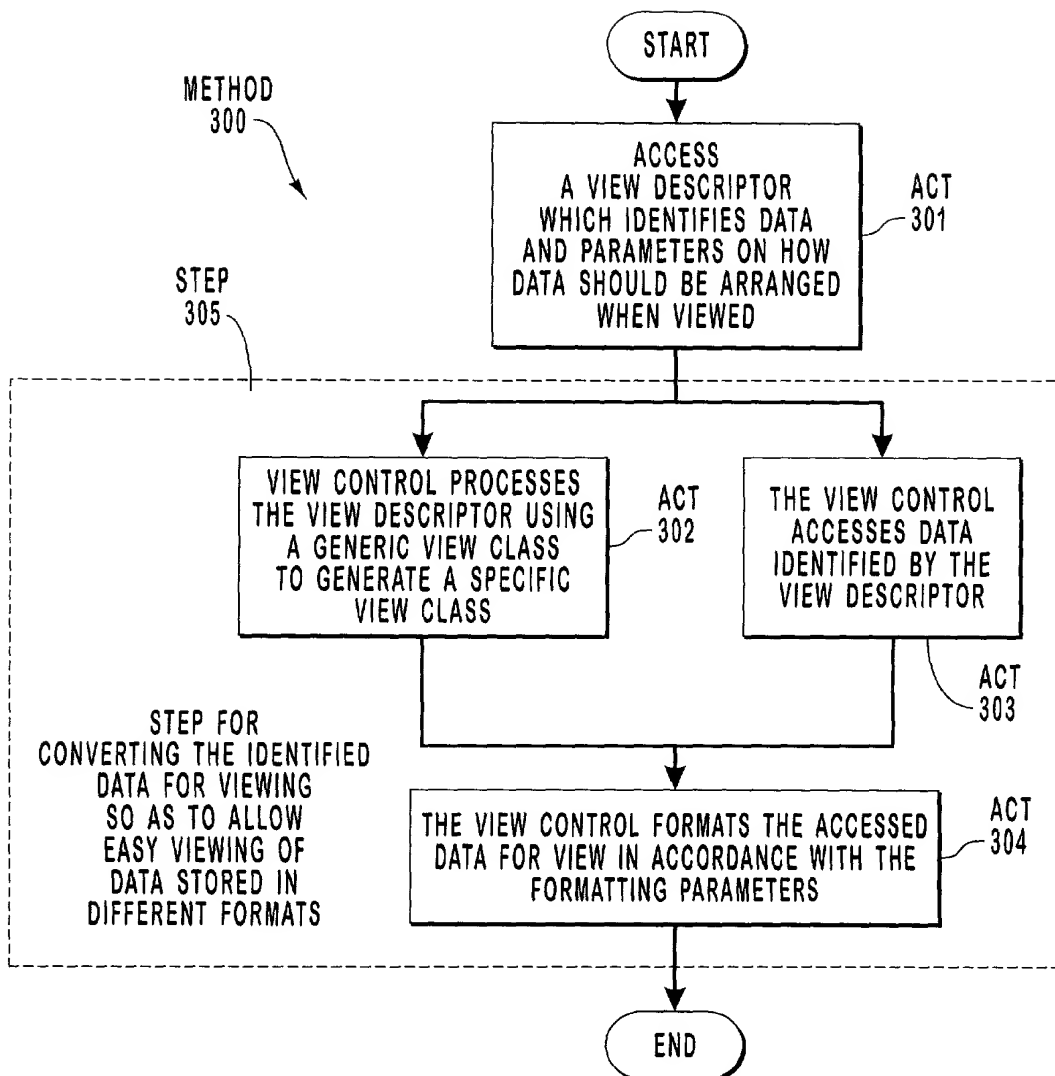 START
METHOD
300
ACCESS
A VIEW DESCRIPTOR
WHICH IDENTIFIES DATA
AND PARAMETERS ON HOW
DATA SHOULD BE ARRANGED
WHEN VIEWED
ACT
301
STEP
305
VIEW CONTROL PROCESSES
THE VIEW DESCRIPTOR USING
A GENERIC VIEW CLASS
TO GENERATE A SPECIFIC
VIEW CLASS
ACT
302
THE VIEW CONTROL
ACCESSES DATA
IDENTIFIED BY THE
VIEW DESCRIPTOR
ACT
303
STEP FOR
CONVERTING THE IDENTIFIED
DATA FOR VIEWING
SO AS TO ALLOW
EASY VIEWING OF
DATA STORED IN
DIFFERENT FORMATS
THE VIEW CONTROL FORMATS THE ACCESSED
DATA FOR VIEW IN ACCORDANCE WITH THE
FORMATTING PARAMETERS
ACT
304
END